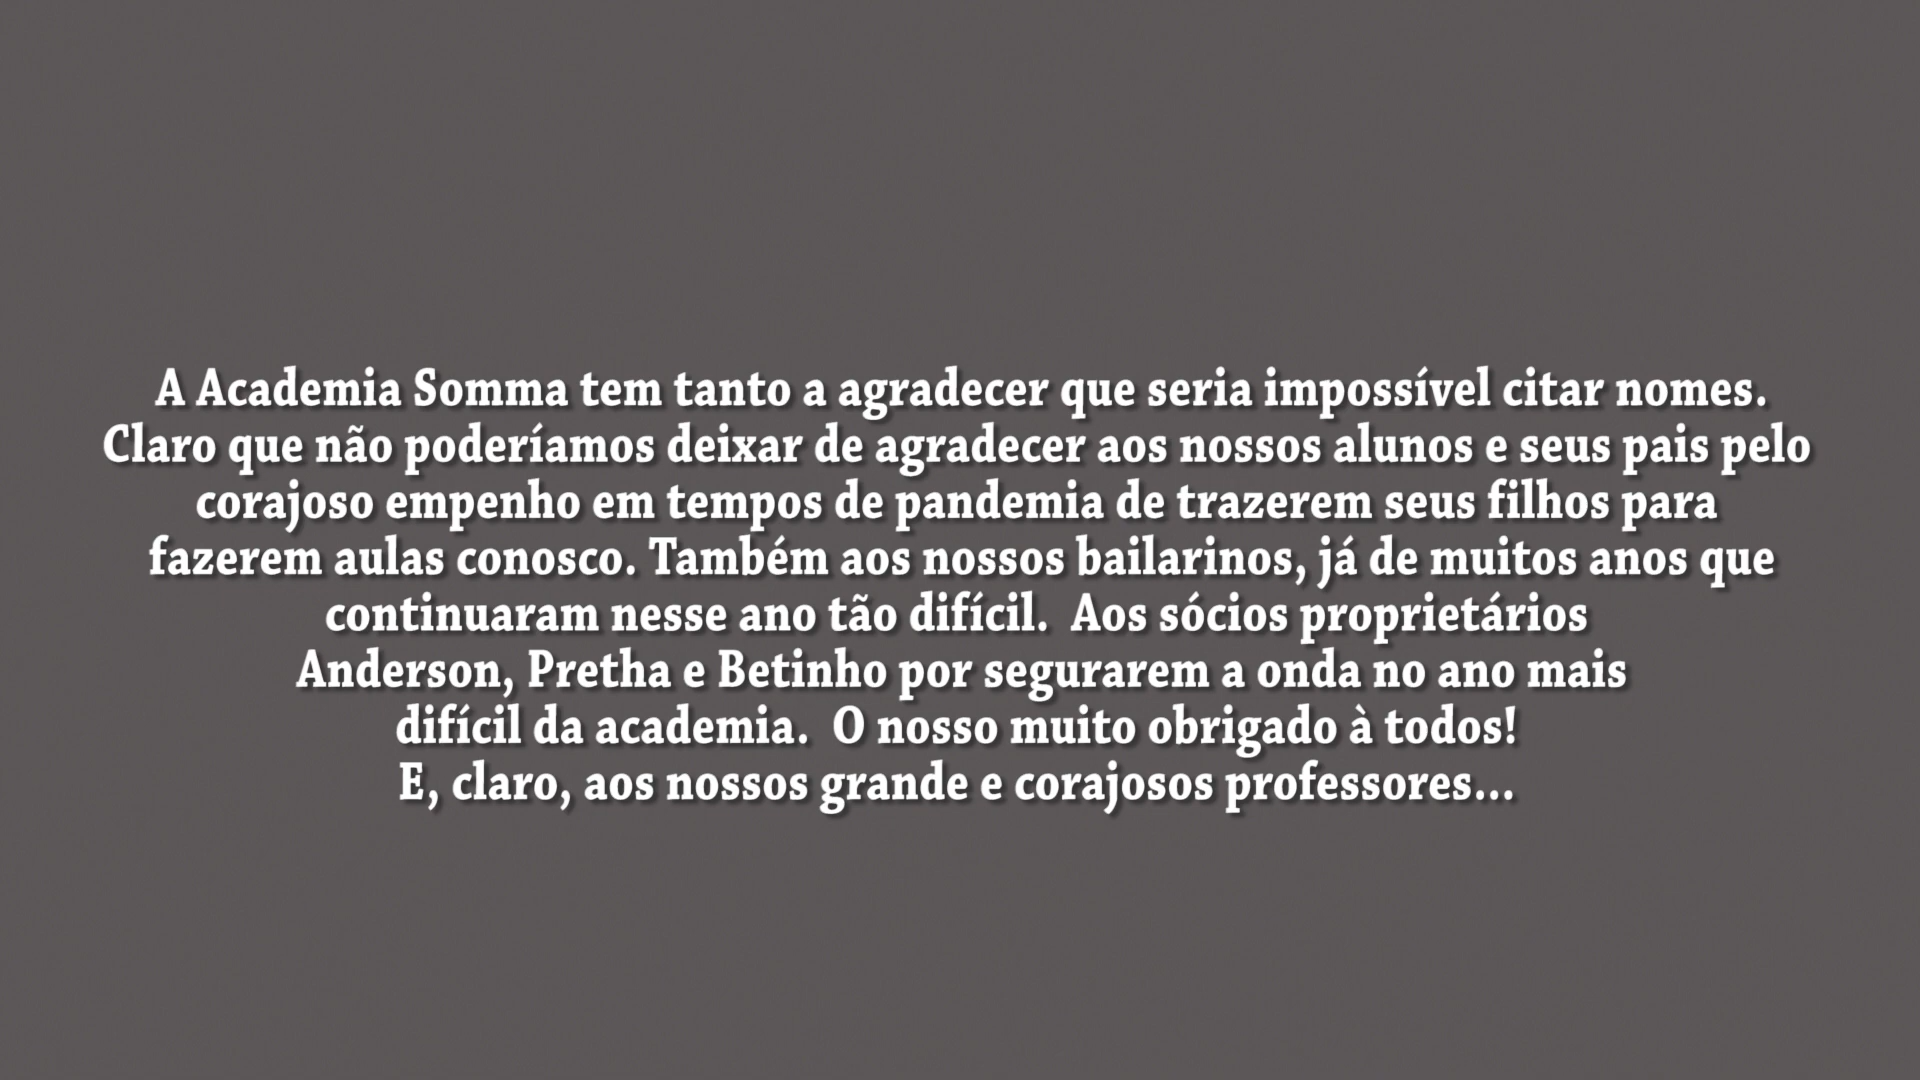 A Academia Somma tem tanto a agradecer que seria impossível citar nomes.
Claro que não poderíamos deixar de agradecer aos nossos alunos e seus pais pelo
corajoso empenho em tempos de pandemia de trazerem seus filhos para
fazerem aulas conosco. Também aos nossos bailarinos, já de muitos anos que
continuaram nesse ano tão difícil.  Aos sócios proprietários
Anderson, Pretha e Betinho por segurarem a onda no ano mais
difícil da academia.  O nosso muito obrigado à todos!
E, claro, aos nossos grande e corajosos professores...